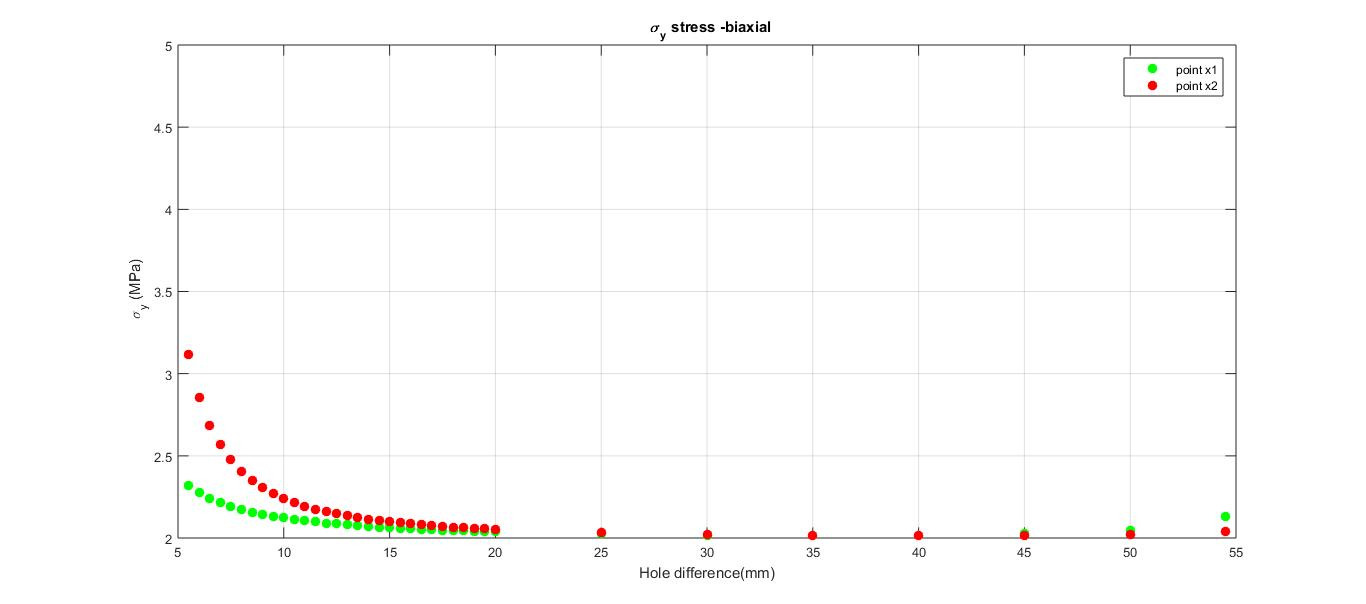 σy stress -biaxial
5
4.5
4
3.5
3
2.5
2
σy (MPa)
point x1
point x2
5 10 15 20 25 30 35 40 45 50 55
Hole difference(mm)